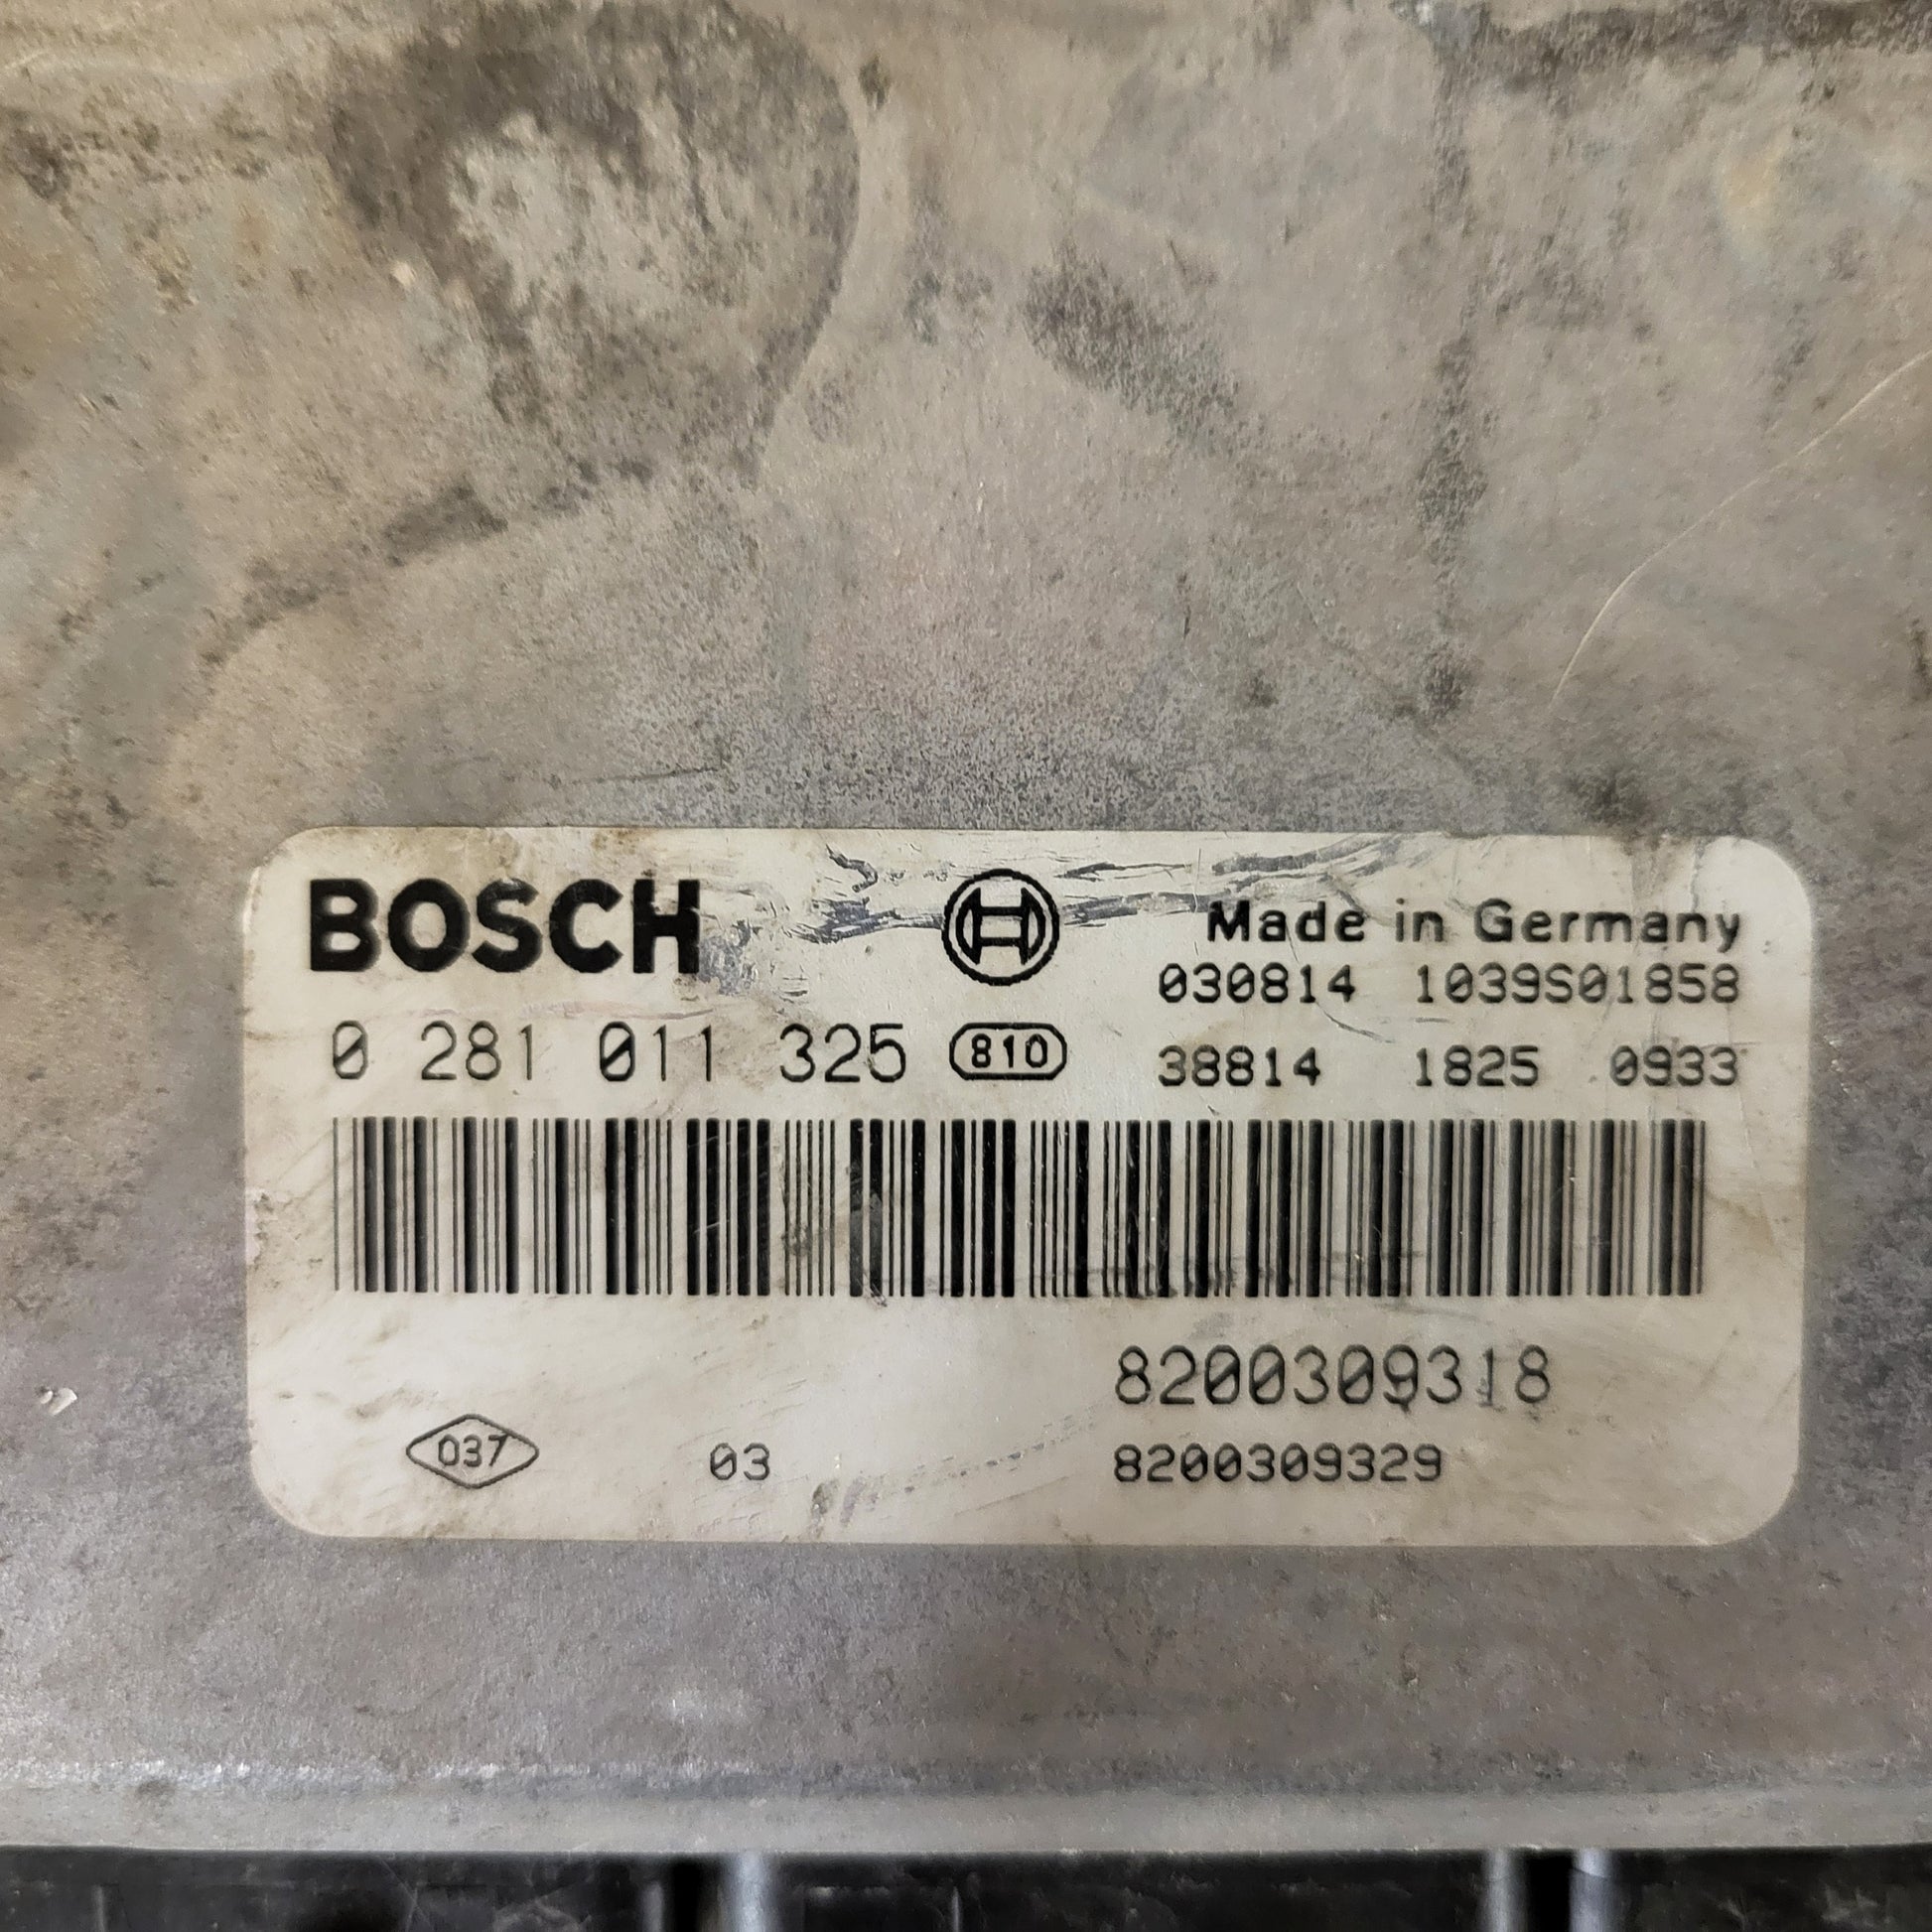 BOSCH
Made in Germany
030814 1039S01858
0 281 011 325 810 38814 1825 0933
8200309318
037 03 8200309329